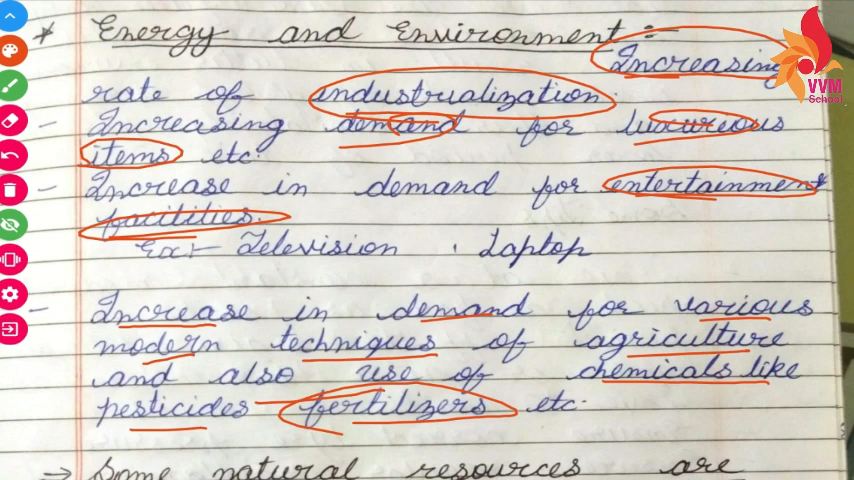 * Energy and Environment :-
Increasing
rate of industrialization.
- Increasing demand for luxureous
items etc.
- Increase in demand for entertainment
facilities.
Ex:- Television , Laptop
- Increase in demand for various
modern techniques of agriculture
and also use of chemicals like
pesticides fertilizers etc.
→ Some natural resources are
VVM
School